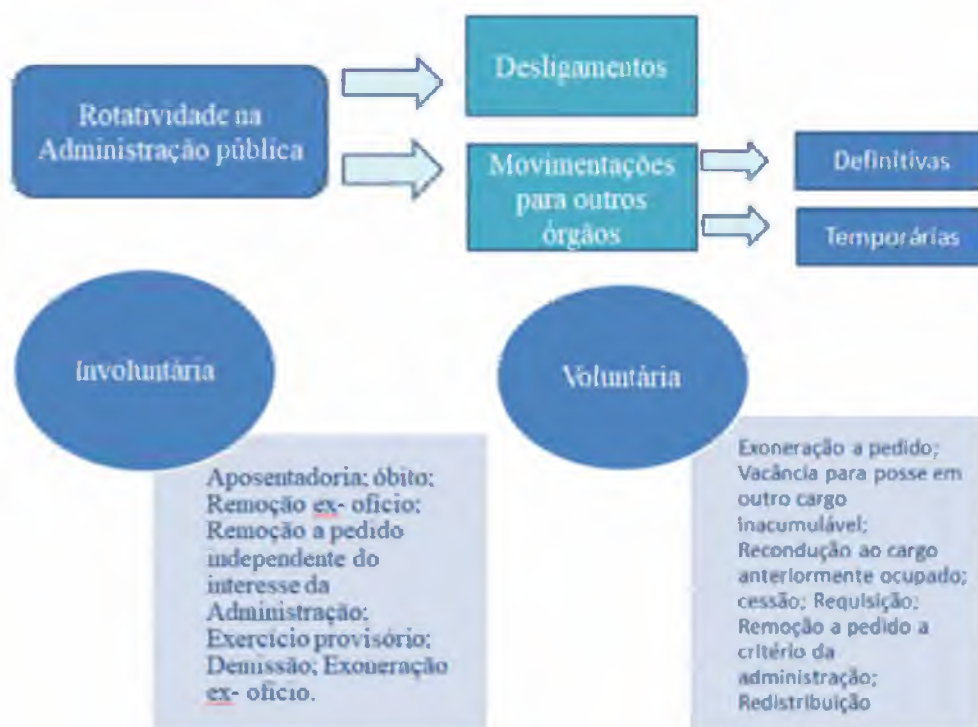 Rotatividade na
Administração pública
Desligamentos
Movimentações
para outros
órgãos
Definitivas
Temporárias
Involuntária
Aposentadoria; óbito;
Remoção ex- oficio;
Remoção a pedido
independente do
interesse da
Administração;
Exercício provisório;
Demissão; Exoneração
ex- oficio.
Voluntária
Exoneração a pedido;
Vacância para posse em
outro cargo
inacumulável;
Recondução ao cargo
anteriormente ocupado;
cessão; Requisição;
Remoção a pedido a
critério da
administração;
Redistribuição